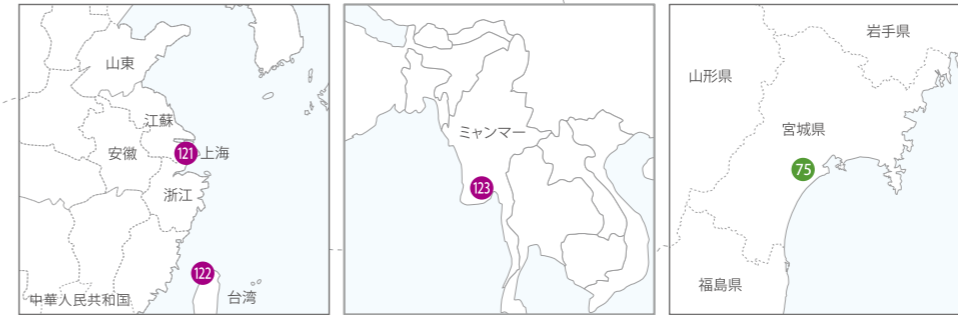 山東
江蘇
安徽
121
上海
浙江
122
中華人民共和国
台湾
ミャンマー
123
岩手県
山形県
宮城県
75
福島県